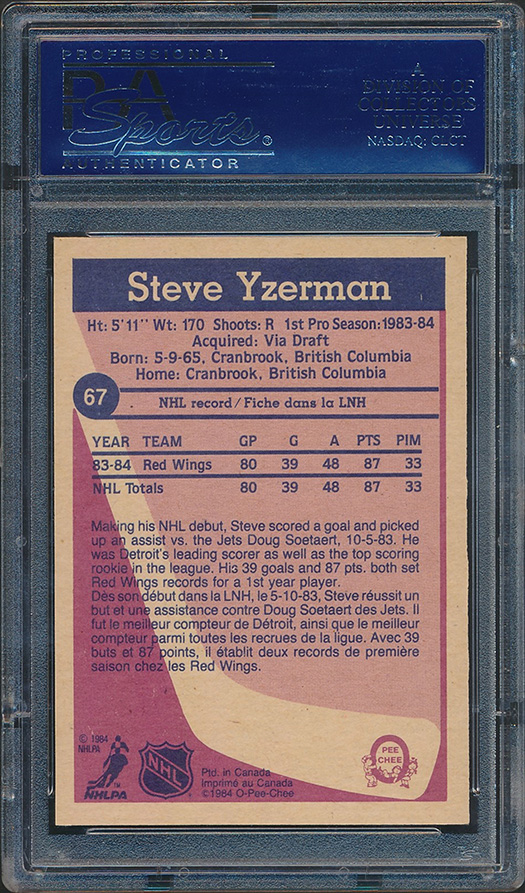 PROFESSIONAL
PSA
Sports®
AUTHENTICATOR
A
DIVISION OF
COLLECTORS
UNIVERSE
NASDAQ: CLCT
Steve Yzerman
Ht: 5'11" Wt: 170 Shoots: R 1st Pro Season: 1983-84
Acquired: Via Draft
Born: 5-9-65, Cranbrook, British Columbia
Home: Cranbrook, British Columbia
67
NHL record/Fiche dans la LNH
YEAR TEAM GP G A PTS PIM
83-84 Red Wings 80 39 48 87 33
NHL Totals 80 39 48 87 33
Making his NHL debut, Steve scored a goal and picked
up an assist vs. the Jets Doug Soetaert, 10-5-83. He
was Detroit's leading scorer as well as the top scoring
rookie in the league. His 39 goals and 87 pts. both set
Red Wings records for a 1st year player.
Dès son début dans la LNH, le 5-10-83, Steve réussit un
but et une assistance contre Doug Soetaert des Jets. Il
fut le meilleur compteur de Détroit, ainsi que le meilleur
compteur parmi toutes les recrues de la ligue. Avec 39
buts et 87 points, il établit deux records de première
saison chez les Red Wings.
© 1984
NHLPA
NHLPA
™
NHL
Ptd. in Canada
Imprimé au Canada
©1984 O-Pee-Chee
O
PEE
CHEE